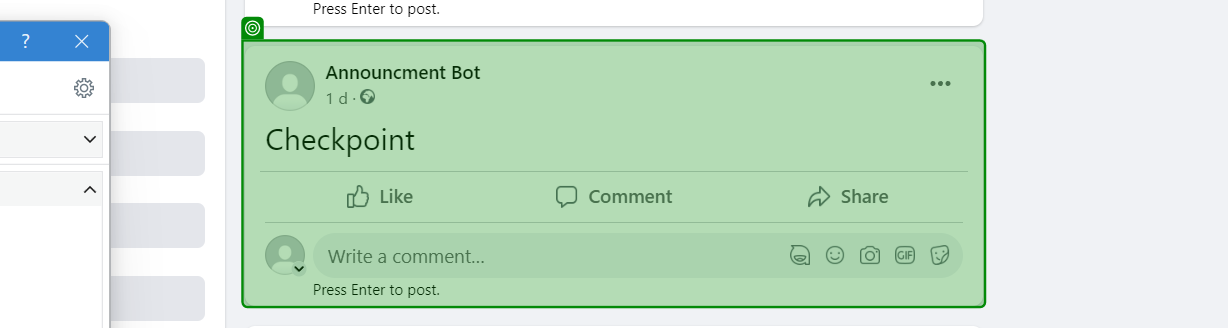 Press Enter to post.
?
Announcment Bot
1 d ·
Checkpoint
Like Comment Share
Write a comment...
GIF
Press Enter to post.